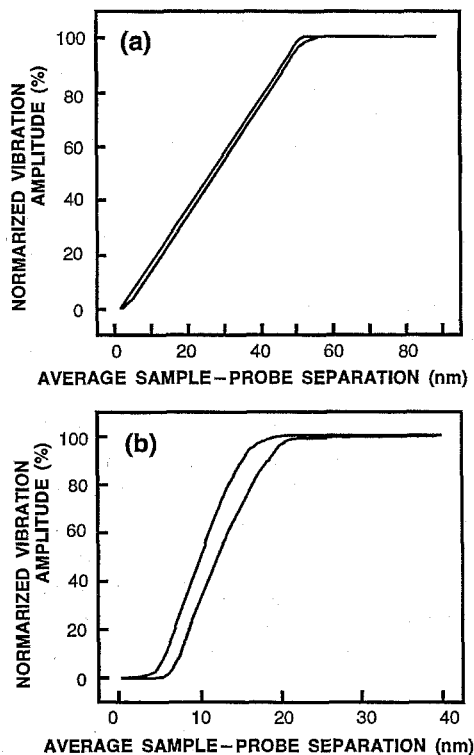 (a)
NORMARIZED VIBRATION
AMPLITUDE (%)
100
80
60
40
20
0
0 20 40 60 80
AVERAGE SAMPLE–PROBE SEPARATION (nm)
(b)
NORMARIZED VIBRATION
AMPLITUDE (%)
100
80
60
40
20
0
0 10 20 30 40
AVERAGE SAMPLE–PROBE SEPARATION (nm)